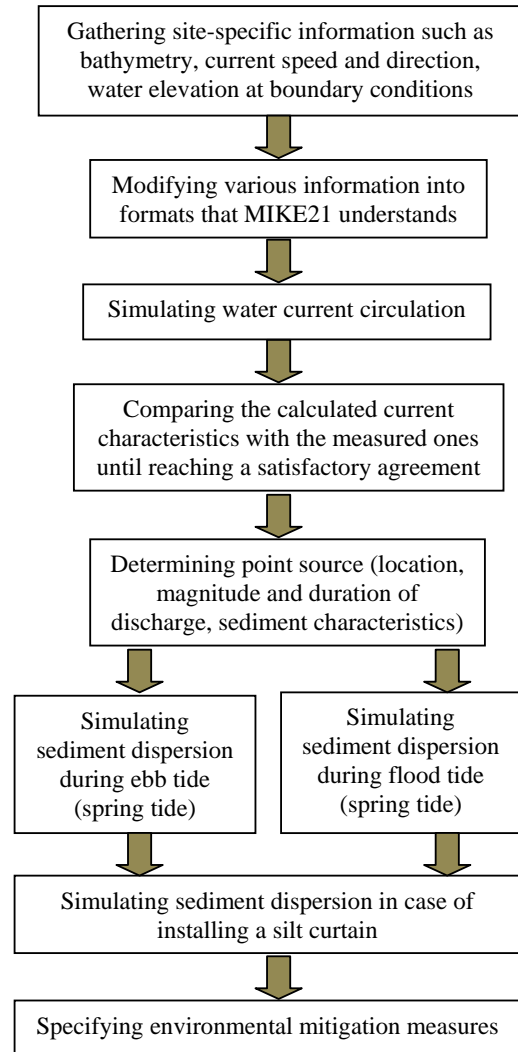 Gathering site-specific information such as
bathymetry, current speed and direction,
water elevation at boundary conditions
Modifying various information into
formats that MIKE21 understands
Simulating water current circulation
Comparing the calculated current
characteristics with the measured ones
until reaching a satisfactory agreement
Determining point source (location,
magnitude and duration of
discharge, sediment characteristics)
Simulating
sediment dispersion
during ebb tide
(spring tide)
Simulating
sediment dispersion
during flood tide
(spring tide)
Simulating sediment dispersion in case of
installing a silt curtain
Specifying environmental mitigation measures